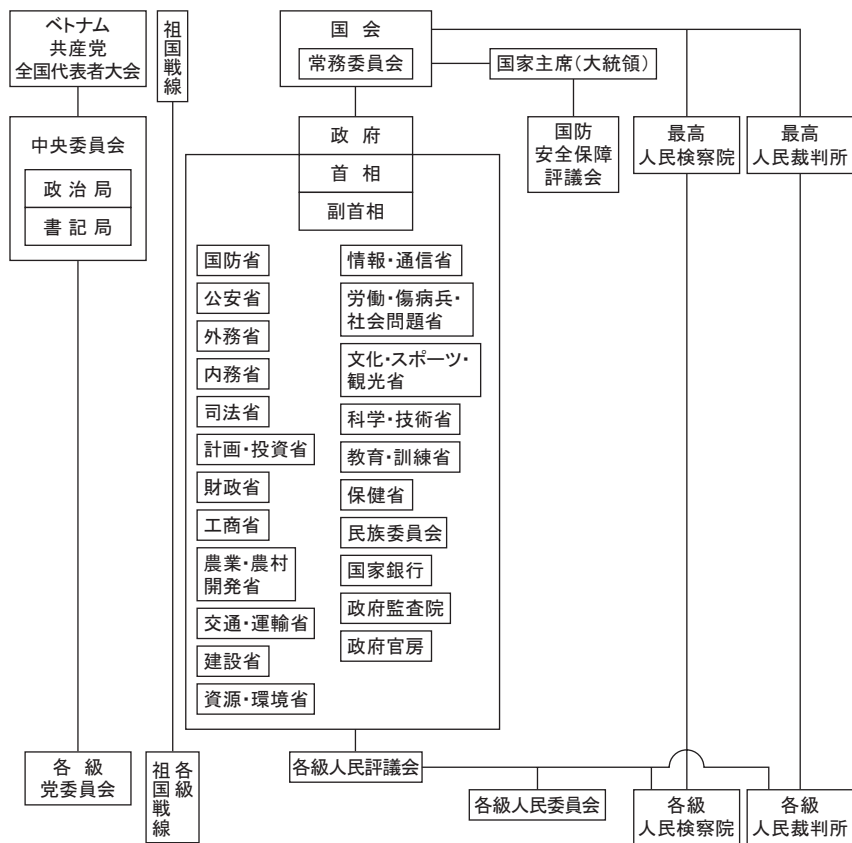 ベトナム
共産党
全国代表者大会
祖国戦線
国会
常務委員会
国家主席（大統領）
中央委員会
政治局
書記局
政府
首相
副首相
国防
安全保障
評議会
最高
人民検察院
最高
人民裁判所
国防省
公安省
外務省
内務省
司法省
計画・投資省
財政省
工商省
農業・農村
開発省
交通・運輸省
建設省
資源・環境省
情報・通信省
労働・傷病兵・
社会問題省
文化・スポーツ・
観光省
科学・技術省
教育・訓練省
保健省
民族委員会
国家銀行
政府監査院
政府官房
各級
党委員会
各級
祖国戦線
各級人民評議会
各級人民委員会
各級
人民検察院
各級
人民裁判所